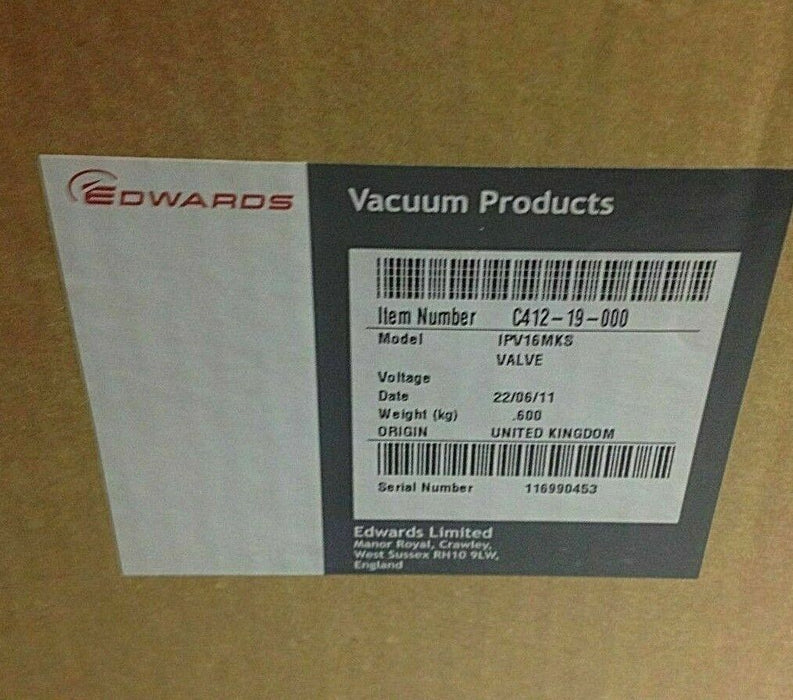 EDWARDS
Vacuum Products
Item Number C412-19-000
Model IPV16MKS
VALVE
Voltage
Date 22/06/11
Weight (kg) .600
ORIGIN UNITED KINGDOM
Serial Number 116990453
Edwards Limited
Manor Royal, Crawley,
West Sussex RH10 9LW,
England